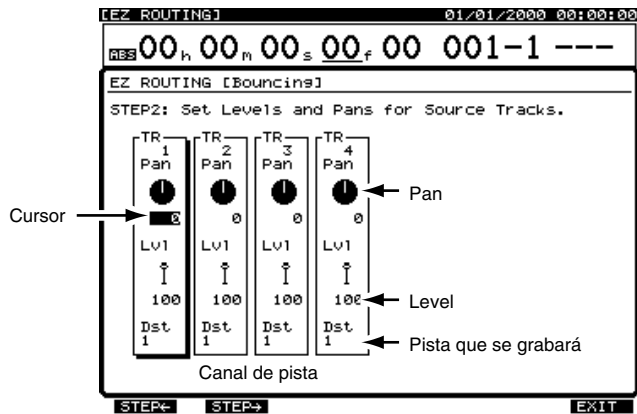 [EZ ROUTING] 01/01/2000 00:00:00
ABS 00h 00m 00s 00f 00 001-1 ---
EZ ROUTING [Bouncing]
STEP2: Set Levels and Pans for Source Tracks.
TR 1 TR 2 TR 3 TR 4
Pan Pan Pan Pan
Pan
Cursor 0 0 0 0
Lvl Lvl Lvl Lvl
100 100 100 100 Level
Dst Dst Dst Dst
1 1 1 1 Pista que se grabará
Canal de pista
STEP← STEP→ EXIT